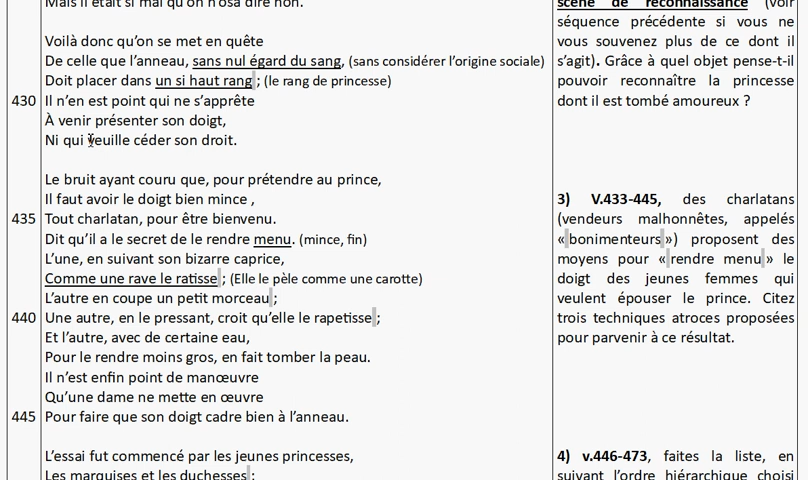 Mais il était si mal qu'on n'osa dire non.
Voilà donc qu'on se met en quête
De celle que l'anneau, sans nul égard du sang, (sans considérer l'origine sociale)
Doit placer dans un si haut rang ; (le rang de princesse)
430 Il n'en est point qui ne s'apprête
À venir présenter son doigt,
Ni qui veuille céder son droit.
Le bruit ayant couru que, pour prétendre au prince,
Il faut avoir le doigt bien mince ,
435 Tout charlatan, pour être bienvenu.
Dit qu'il a le secret de le rendre menu. (mince, fin)
L'une, en suivant son bizarre caprice,
Comme une rave le ratisse ; (Elle le pèle comme une carotte)
L'autre en coupe un petit morceau ;
440 Une autre, en le pressant, croit qu'elle le rapetisse ;
Et l'autre, avec de certaine eau,
Pour le rendre moins gros, en fait tomber la peau.
Il n'est enfin point de manœuvre
Qu'une dame ne mette en œuvre
445 Pour faire que son doigt cadre bien à l'anneau.
L'essai fut commencé par les jeunes princesses,
Les marquises et les duchesses ;
scène de reconnaissance (voir
séquence précédente si vous ne
vous souvenez plus de ce dont il
s'agit). Grâce à quel objet pense-t-il
pouvoir reconnaître la princesse
dont il est tombé amoureux ?
3) V.433-445, des charlatans
(vendeurs malhonnêtes, appelés
« bonimenteurs ») proposent des
moyens pour « rendre menu » le
doigt des jeunes femmes qui
veulent épouser le prince. Citez
trois techniques atroces proposées
pour parvenir à ce résultat.
4) v.446-473, faites la liste, en
suivant l'ordre hiérarchique choisi